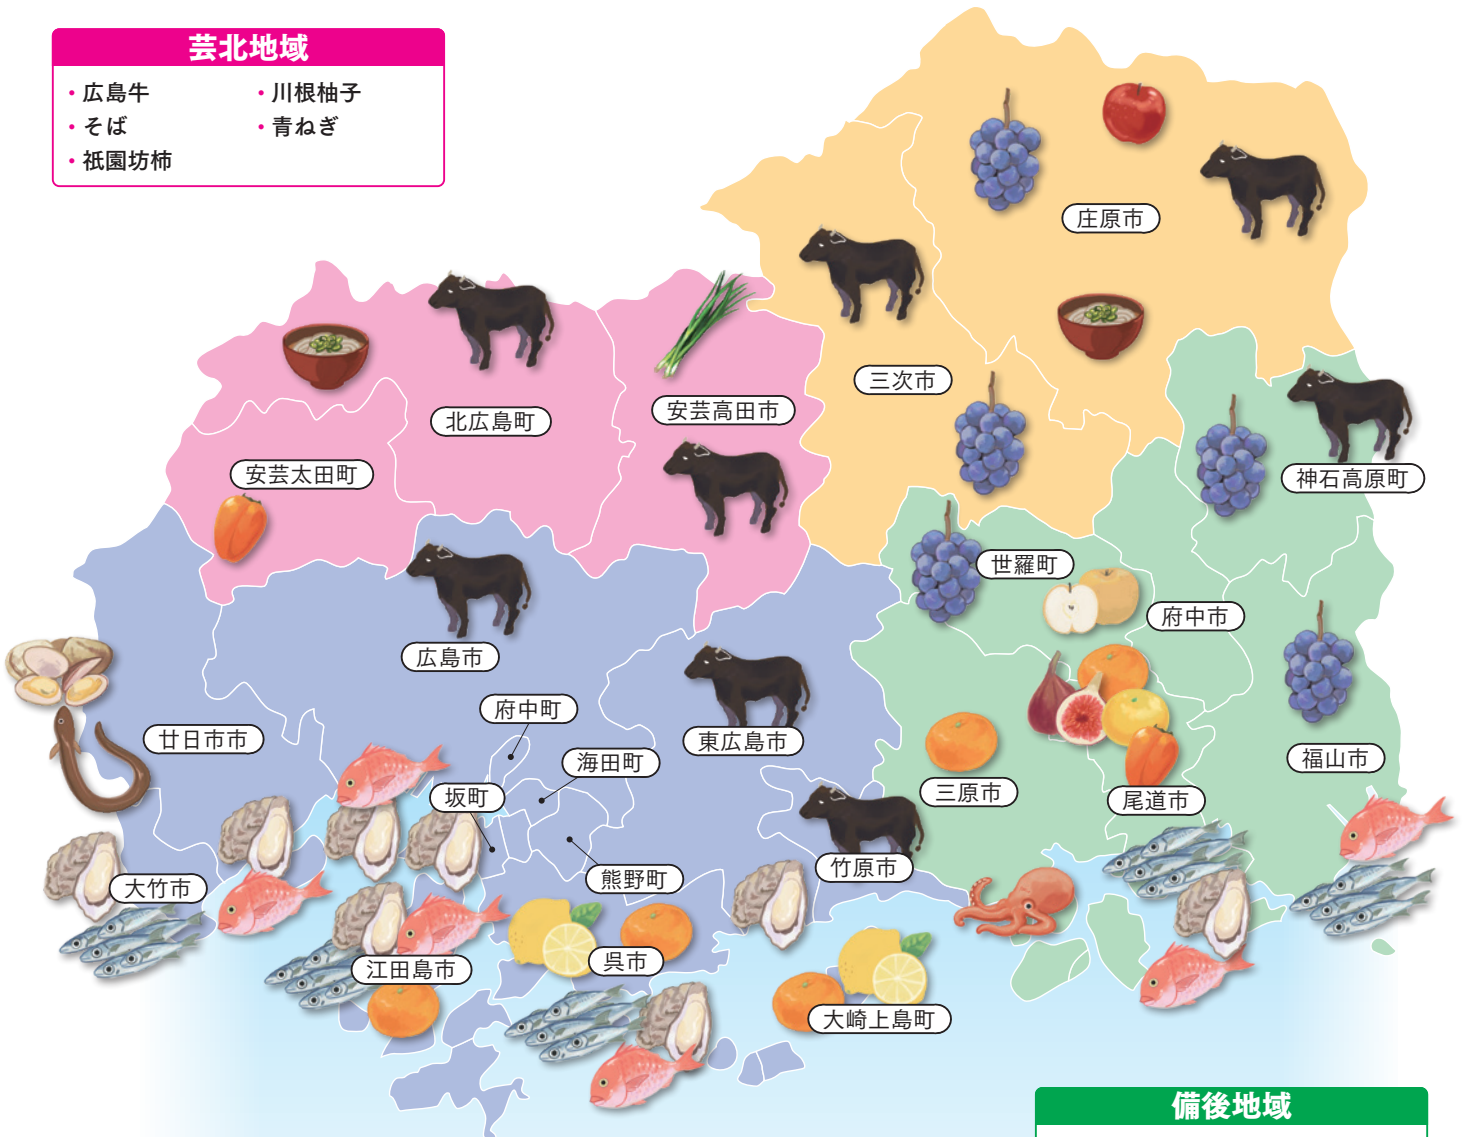 芸北地域
・広島牛
・川根柚子
・そば
・青ねぎ
・祇園坊柿
庄原市
三次市
安芸高田市
北広島町
安芸太田町
神石高原町
世羅町
府中市
広島市
府中町
廿日市市
東広島市
海田町
福山市
坂町
三原市
尾道市
竹原市
熊野町
大竹市
呉市
江田島市
大崎上島町
備後地域